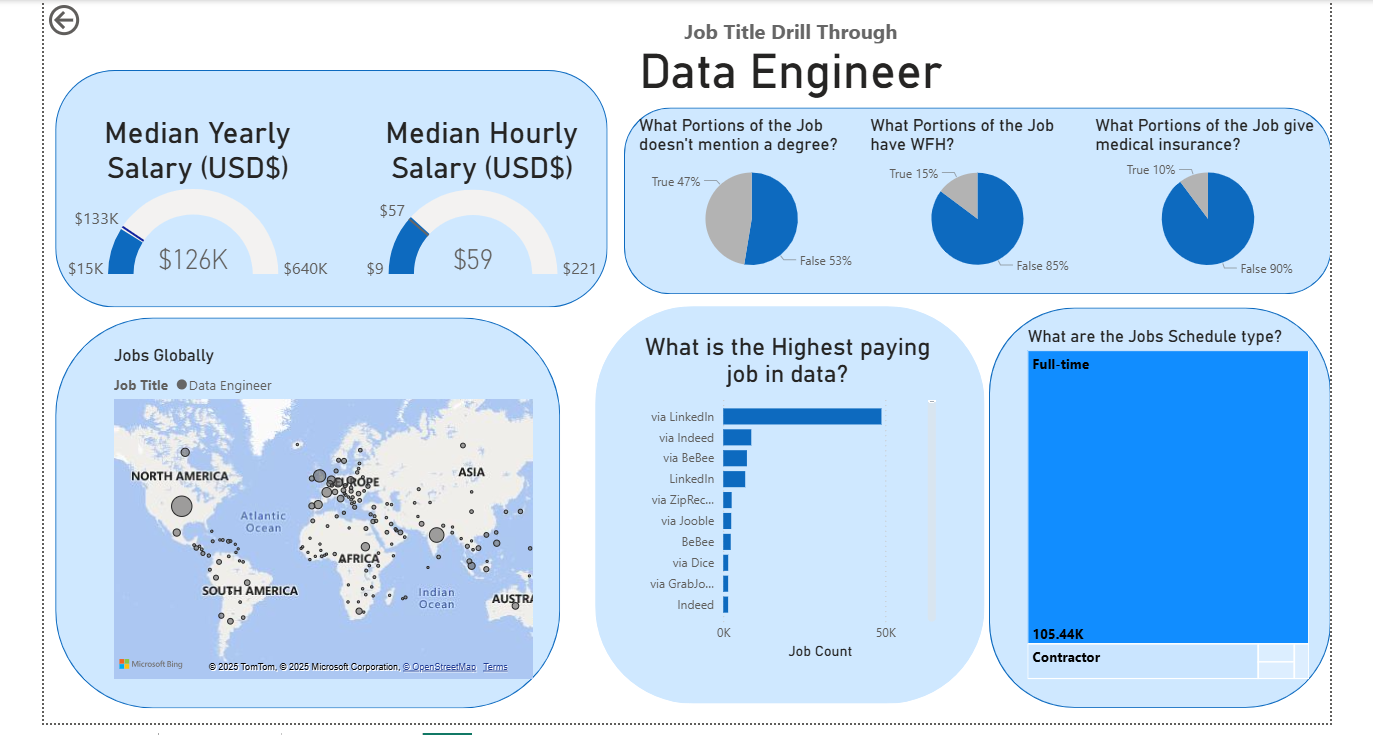 Job Title Drill Through
Data Engineer
Median Yearly
Salary (USD$)
$133K
$15K
$126K
$640K
Median Hourly
Salary (USD$)
$57
$9
$59
$221
What Portions of the Job
doesn't mention a degree?
True 47%
False 53%
What Portions of the Job
have WFH?
True 15%
False 85%
What Portions of the Job give
medical insurance?
True 10%
False 90%
Jobs Globally
Job Title Data Engineer
NORTH AMERICA
EUROPE
ASIA
Atlantic
Ocean
AFRICA
SOUTH AMERICA
Indian
Ocean
AUSTRA
Microsoft Bing
© 2025 TomTom, © 2025 Microsoft Corporation, © OpenStreetMap Terms
What is the Highest paying
job in data?
via LinkedIn
via Indeed
via BeBee
LinkedIn
via ZipRec...
via Jooble
BeBee
via Dice
via GrabJo...
Indeed
0K 50K
Job Count
What are the Jobs Schedule type?
Full-time
105.44K
Contractor